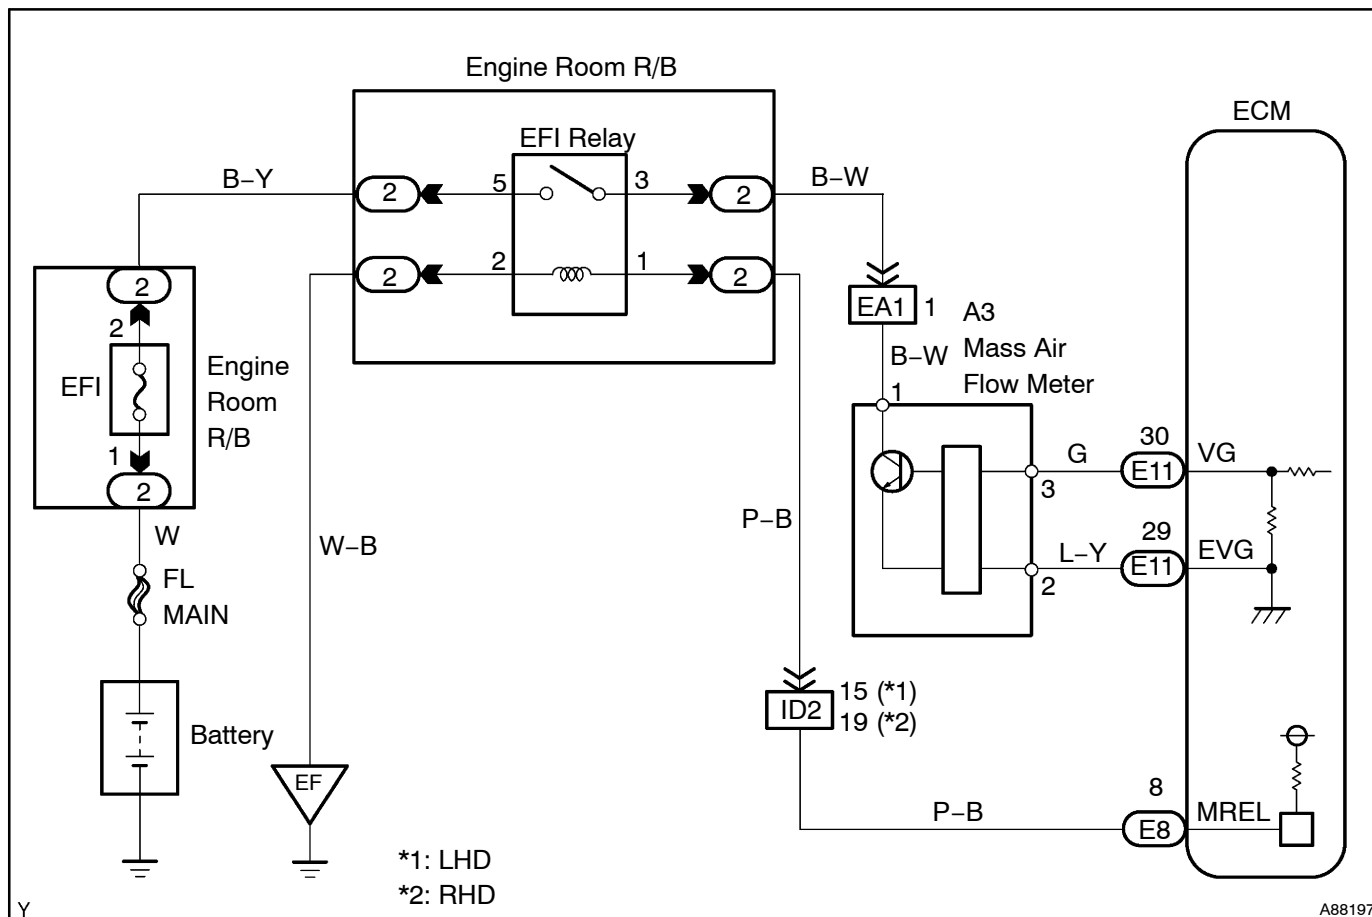 Engine Room R/B
ECM
EFI Relay
B–Y
2
5
3
2
B–W
2
2
1
2
2
EA1
1
A3
Mass Air
Flow Meter
2
B–W
EFI
Engine
Room
R/B
1
1
2
30
G
E11
VG
3
P–B
W
W–B
29
L–Y
E11
EVG
2
FL
MAIN
15 (*1)
ID2
19 (*2)
Battery
EF
8
P–B
E8
MREL
*1: LHD
*2: RHD
Y
A88197